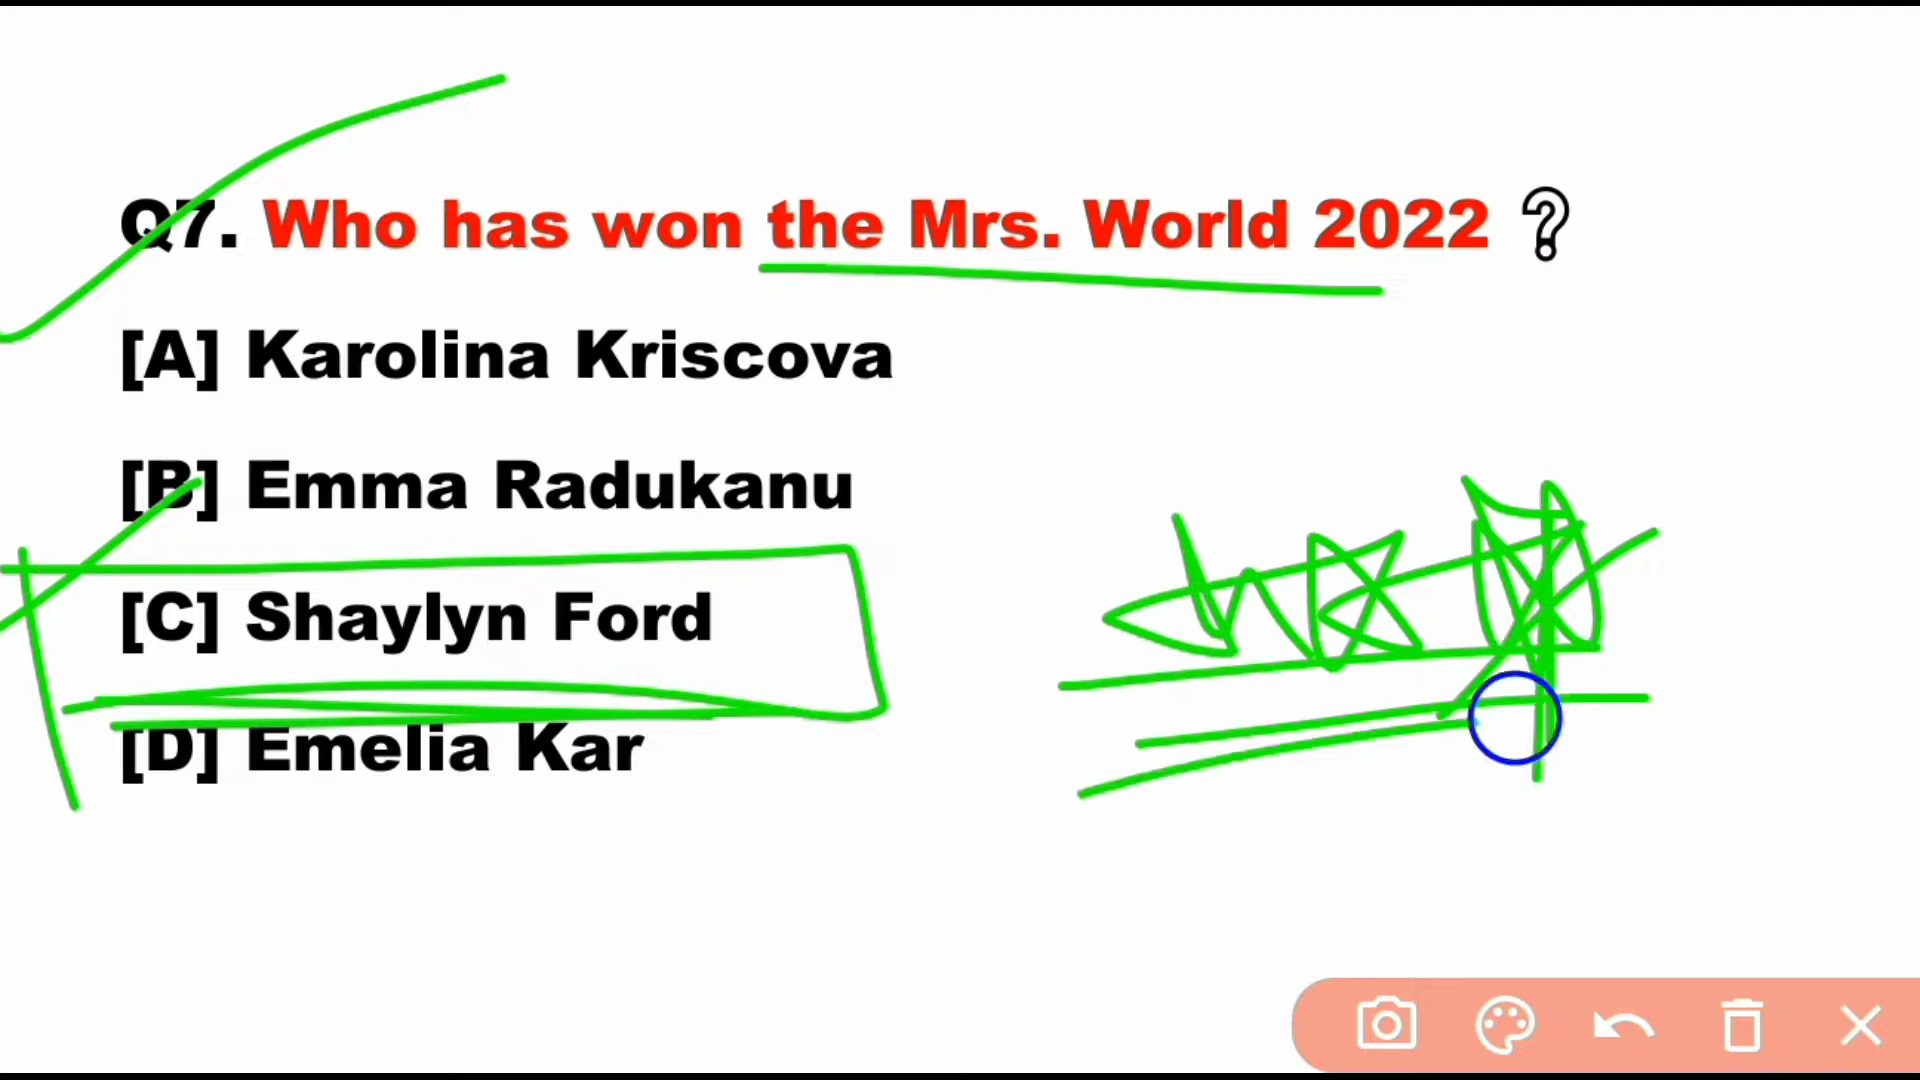 Q7. Who has won the Mrs. World 2022 ?
[A] Karolina Kriscova
[B] Emma Radukanu
[C] Shaylyn Ford
[D] Emelia Kar